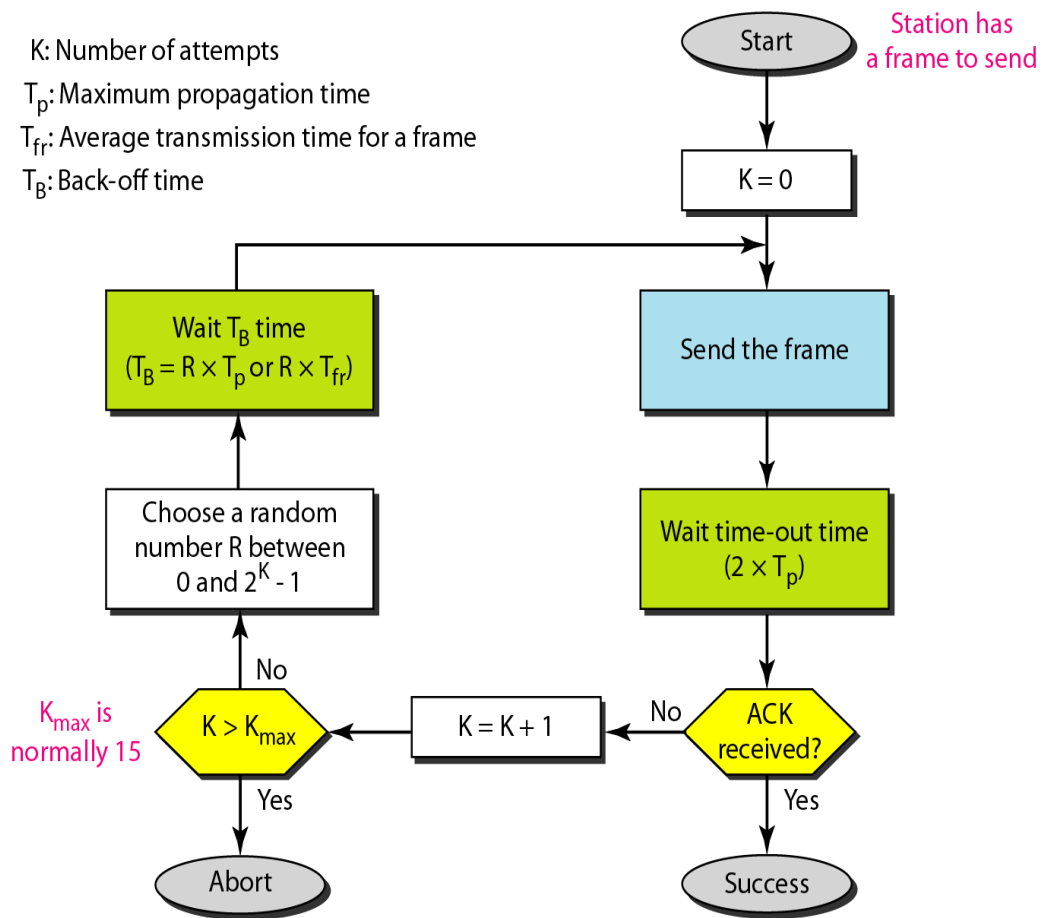 K: Number of attempts
Tp: Maximum propagation time
Tfr: Average transmission time for a frame
TB: Back-off time
Start
Station has
a frame to send
K = 0
Wait TB time
(TB = R × Tp or R × Tfr)
Send the frame
Choose a random
number R between
0 and 2^K - 1
Wait time-out time
(2 × Tp)
No
Kmax is
normally 15
K > Kmax
K = K + 1
No
ACK
received?
Yes
Yes
Abort
Success